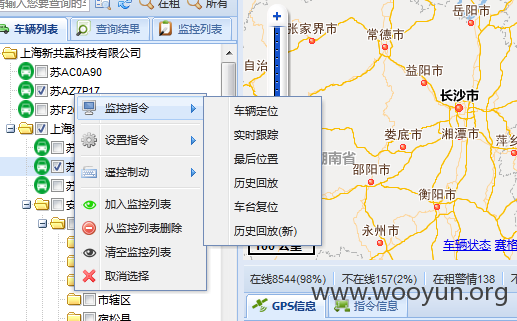 请输入您要查询的车
在租
所有
车辆列表
查询结果
监控列表
上海新共赢科技有限公司
苏AC0A90
苏AZ7P17
苏F2
上海
苏
苏
苏
安
市辖区
宿松县
监控指令
设置指令
遥控制动
加入监控列表
从监控列表删除
清空监控列表
取消选择
车辆定位
实时跟踪
最后位置
历史回放
车台复位
历史回放(新)
张家界市
常德市
岳阳市
自治
益阳市
长沙市
娄底市
湘潭市
萍乡
湖南省
邵阳市
衡阳市
永州市
100 公里
车辆状态
赛格
在线8544(98%)
不在线157(2%)
在租警情138
不
GPS信息
指令信息
www.wooyun.org